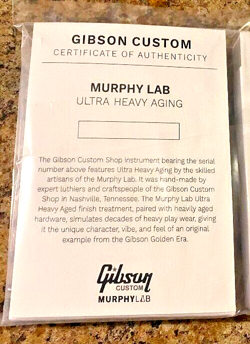 GIBSON CUSTOM
CERTIFICATE OF AUTHENTICITY
MURPHY LAB
ULTRA HEAVY AGING
The Gibson Custom Shop instrument bearing the serial
number above features Ultra Heavy Aging by the skilled
artisans of the Murphy Lab. It was hand-made by
expert luthiers and craftspeople of the Gibson Custom
Shop in Nashville, Tennessee. The Murphy Lab Ultra
Heavy Aged finish treatment, paired with heavily aged
hardware, simulates decades of heavy play wear, giving
it the unique character, vibe, and feel of an original
example from the Gibson Golden Era.
Gibson
CUSTOM
MURPHY LAB